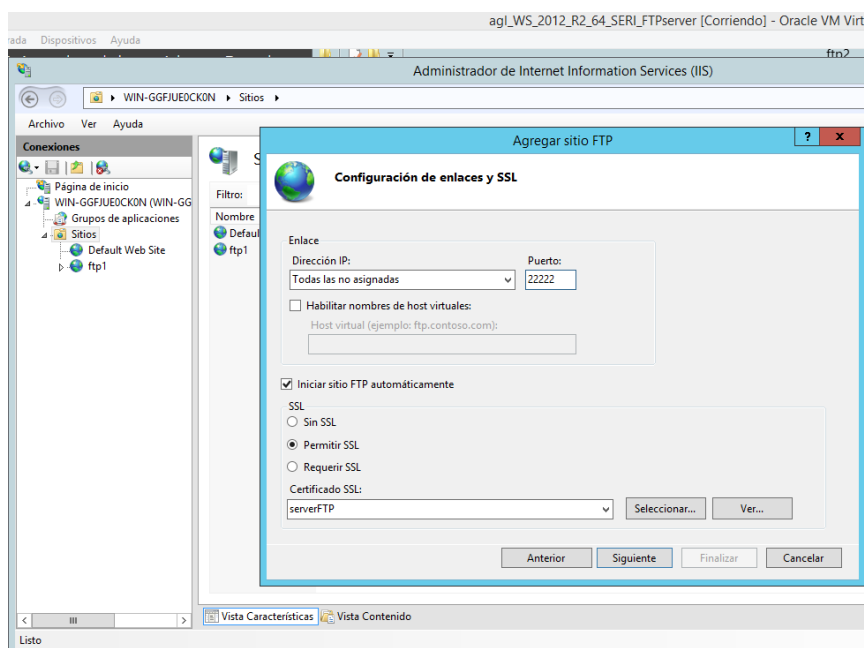 agl_WS_2012_R2_64_SERI_FTPserver [Corriendo] - Oracle VM Virt
rada Dispositivos Ayuda
ftp2
Administrador de Internet Information Services (IIS)
WIN-GGFJUE0CK0N Sitios
Archivo Ver Ayuda
Conexiones
Página de inicio
WIN-GGFJUE0CK0N (WIN-GG
Grupos de aplicaciones
Sitios
Default Web Site
ftp1
S
Filtro:
Nombre
Defaul
ftp1
Agregar sitio FTP
? x
Configuración de enlaces y SSL
Enlace
Dirección IP: Puerto:
Todas las no asignadas 22222
Habilitar nombres de host virtuales:
Host virtual (ejemplo: ftp.contoso.com):
Iniciar sitio FTP automáticamente
SSL
Sin SSL
Permitir SSL
Requerir SSL
Certificado SSL:
serverFTP Seleccionar... Ver...
Anterior Siguiente Finalizar Cancelar
Vista Características Vista Contenido
Listo